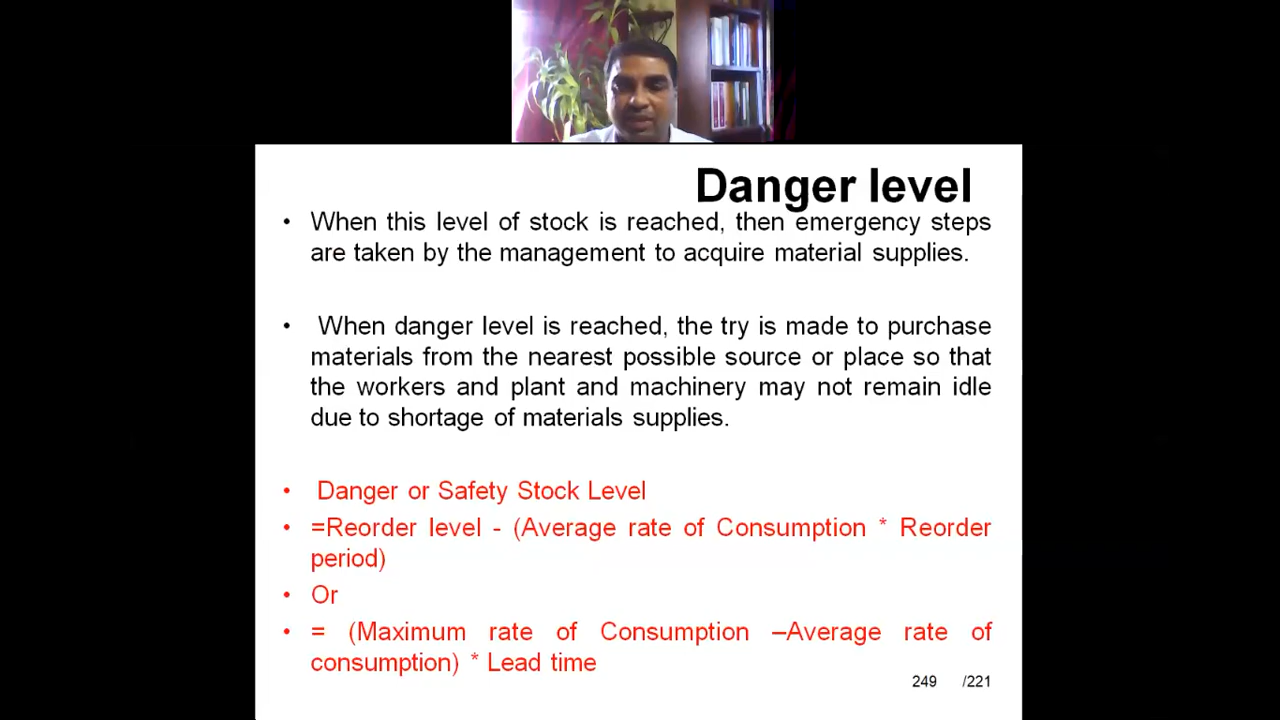 Danger level
• When this level of stock is reached, then emergency steps
are taken by the management to acquire material supplies.
• When danger level is reached, the try is made to purchase
materials from the nearest possible source or place so that
the workers and plant and machinery may not remain idle
due to shortage of materials supplies.
• Danger or Safety Stock Level
• =Reorder level - (Average rate of Consumption * Reorder
period)
• Or
• = (Maximum rate of Consumption –Average rate of
consumption) * Lead time
249 /221